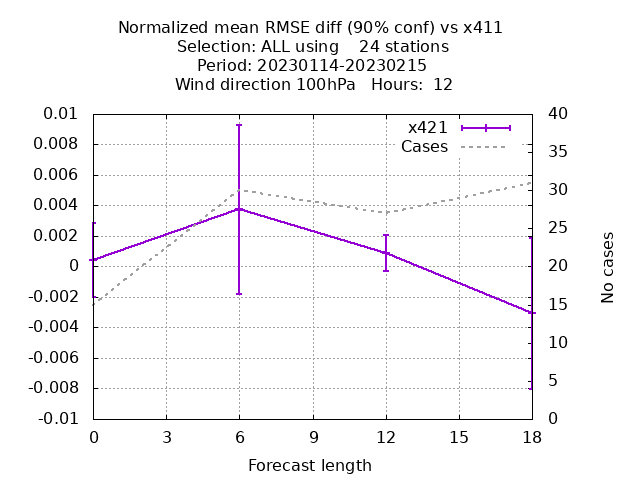 Normalized mean RMSE diff (90% conf) vs x411
Selection: ALL using    24 stations
Period: 20230114-20230215
Wind direction 100hPa   Hours:  12
x421
Cases
0.01
0.008
0.006
0.004
0.002
0
-0.002
-0.004
-0.006
-0.008
-0.01
40
35
30
25
20
15
10
5
0
No cases
0 3 6 9 12 15 18
Forecast length